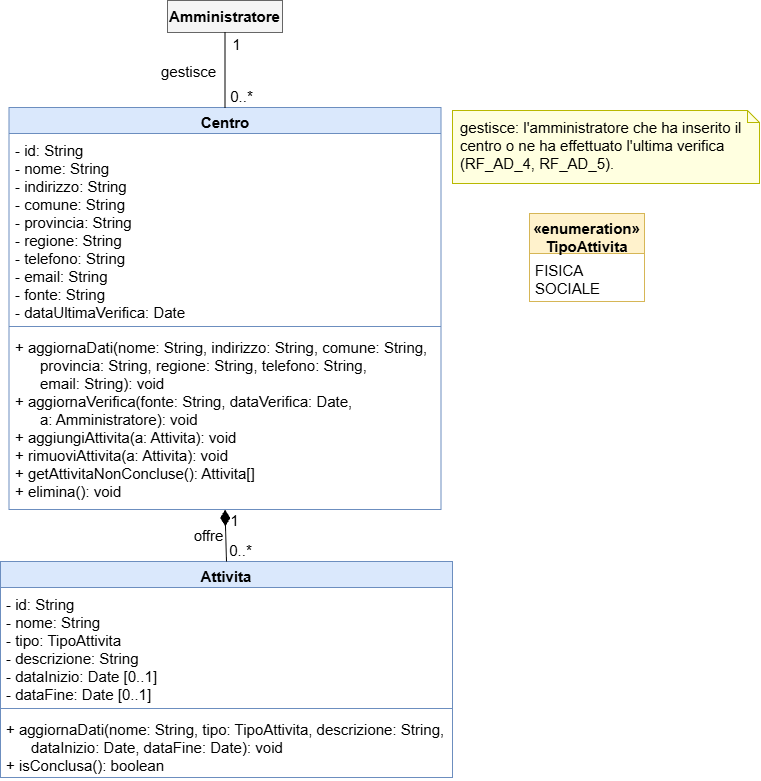 Amministratore
1
gestisce
0..*
Centro
- id: String
- nome: String
- indirizzo: String
- comune: String
- provincia: String
- regione: String
- telefono: String
- email: String
- fonte: String
- dataUltimaVerifica: Date
+ aggiornaDati(nome: String, indirizzo: String, comune: String,
provincia: String, regione: String, telefono: String,
email: String): void
+ aggiornaVerifica(fonte: String, dataVerifica: Date,
a: Amministratore): void
+ aggiungiAttivita(a: Attivita): void
+ rimuoviAttivita(a: Attivita): void
+ getAttivitaNonConcluse(): Attivita[]
+ elimina(): void
gestisce: l'amministratore che ha inserito il
centro o ne ha effettuato l'ultima verifica
(RF_AD_4, RF_AD_5).
«enumeration»
TipoAttivita
FISICA
SOCIALE
1
offre
0..*
Attivita
- id: String
- nome: String
- tipo: TipoAttivita
- descrizione: String
- dataInizio: Date [0..1]
- dataFine: Date [0..1]
+ aggiornaDati(nome: String, tipo: TipoAttivita, descrizione: String,
dataInizio: Date, dataFine: Date): void
+ isConclusa(): boolean